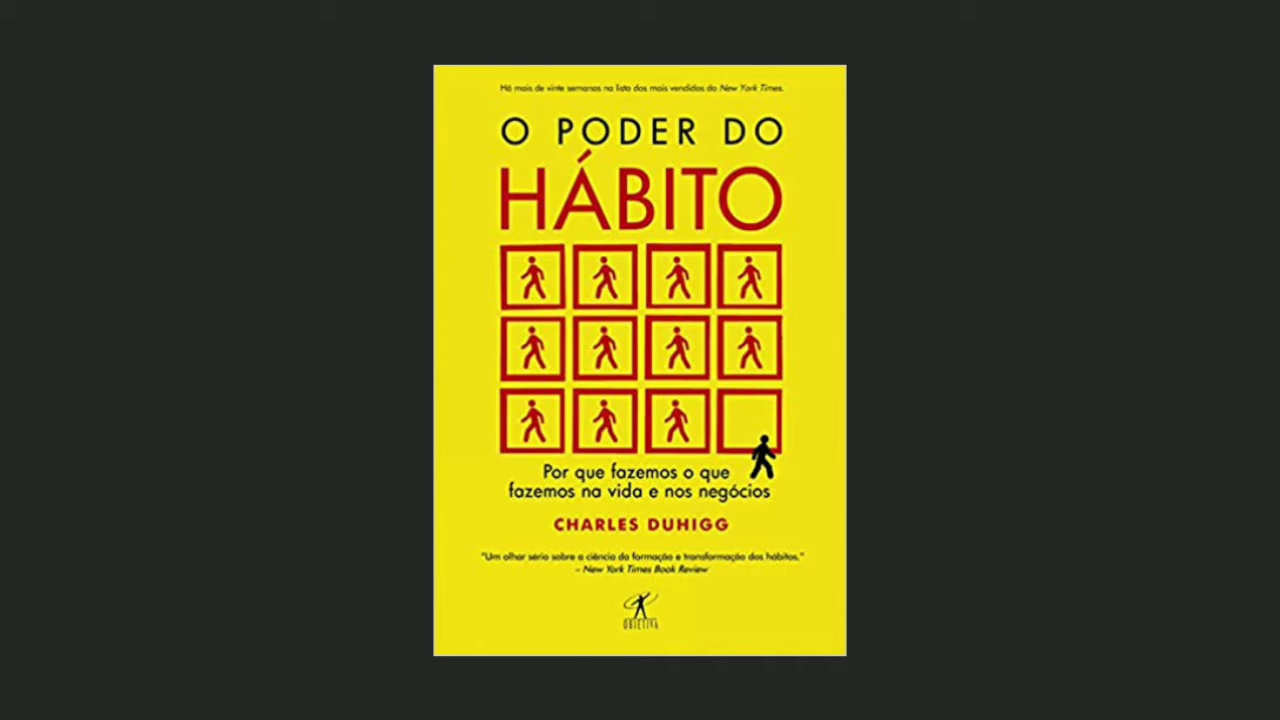 Há mais de vinte semanas na lista dos mais vendidos do New York Times.
O PODER DO
HÁBITO
Por que fazemos o que
fazemos na vida e nos negócios
CHARLES DUHIGG
"Um olhar sério sobre a ciência da formação e transformação dos hábitos."
– New York Times Book Review
OBJETIVA